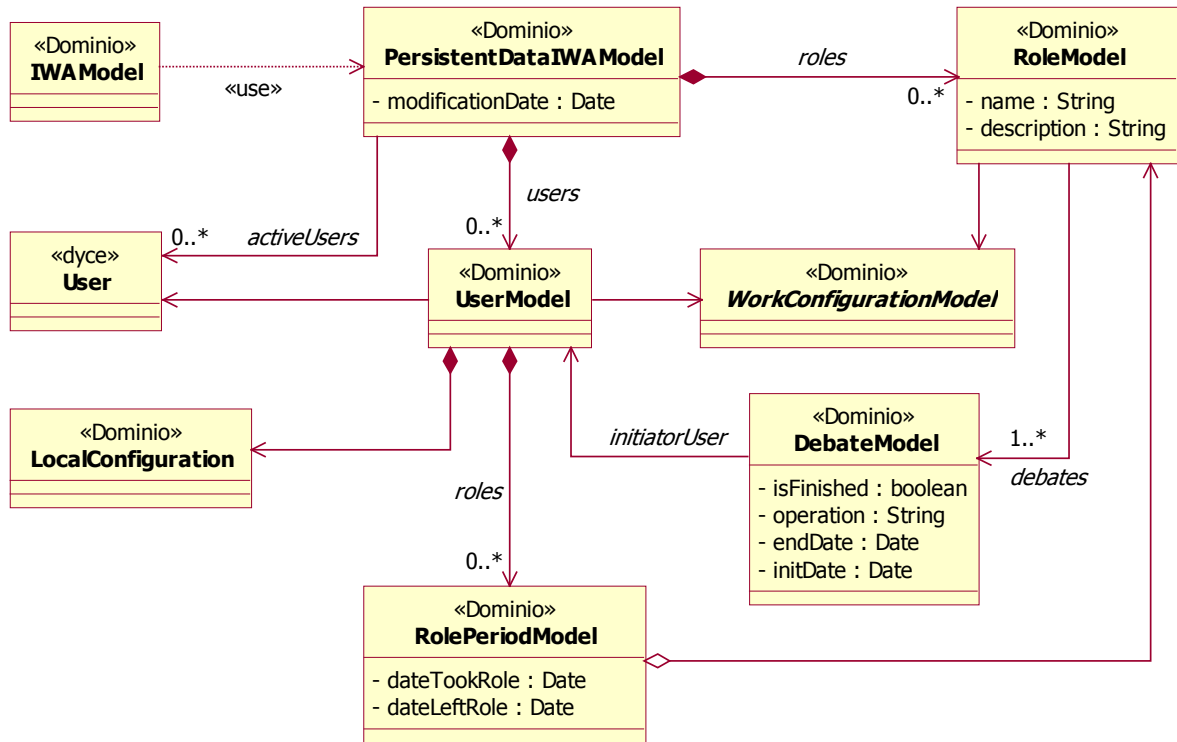 «Dominio»
IWAModel
«use»
«Dominio»
PersistentDataIWAModel
- modificationDate : Date
roles
0..*
«Dominio»
RoleModel
- name : String
- description : String
users
0..*
0..*
activeUsers
«dyce»
User
«Dominio»
UserModel
«Dominio»
WorkConfigurationModel
«Dominio»
LocalConfiguration
initiatorUser
«Dominio»
DebateModel
- isFinished : boolean
- operation : String
- endDate : Date
- initDate : Date
1..*
debates
roles
0..*
«Dominio»
RolePeriodModel
- dateTookRole : Date
- dateLeftRole : Date